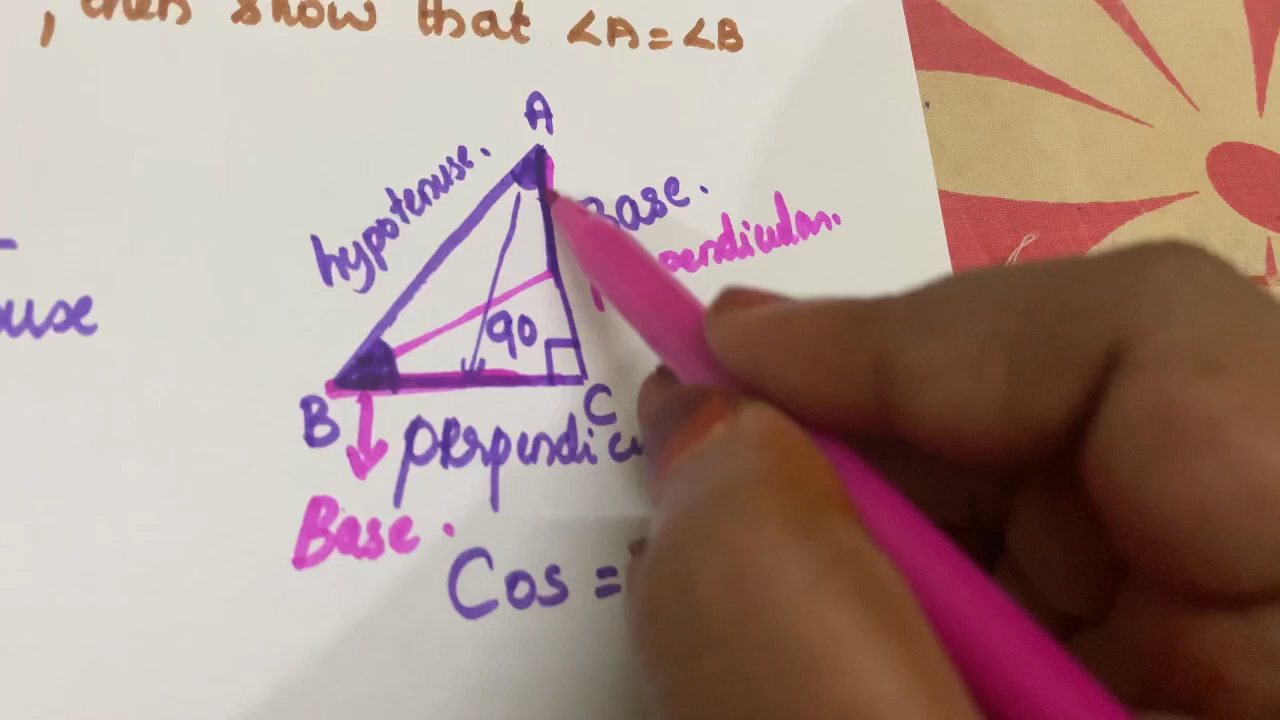 , then show that ∠A=∠B
A
hypotenuse.
Base.
90
B
C
Base.
Cos =